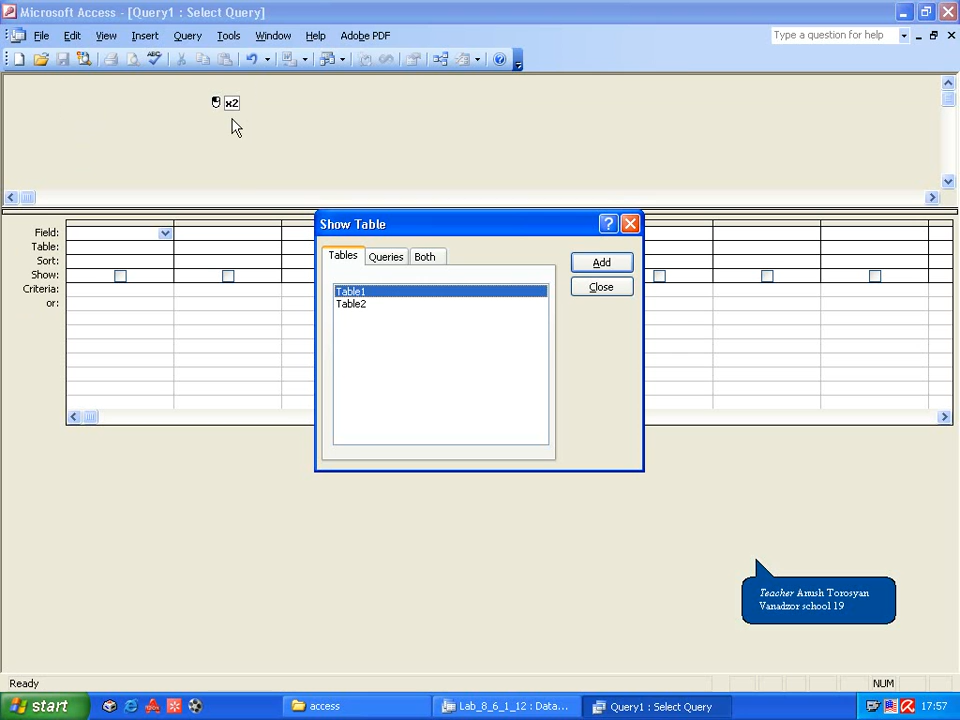 Microsoft Access - [Query1 : Select Query]
File Edit View Insert Query Tools Window Help Adobe PDF
Type a question for help
x2
Field:
Table:
Sort:
Show:
Criteria:
or:
Show Table
Tables Queries Both
Add
Close
Table1
Table2
Teacher Anush Torosyan
Vanadzor school 19
Ready
NUM
start
access
Lab_8_6_1_12 : Data...
Query1 : Select Query
17:57